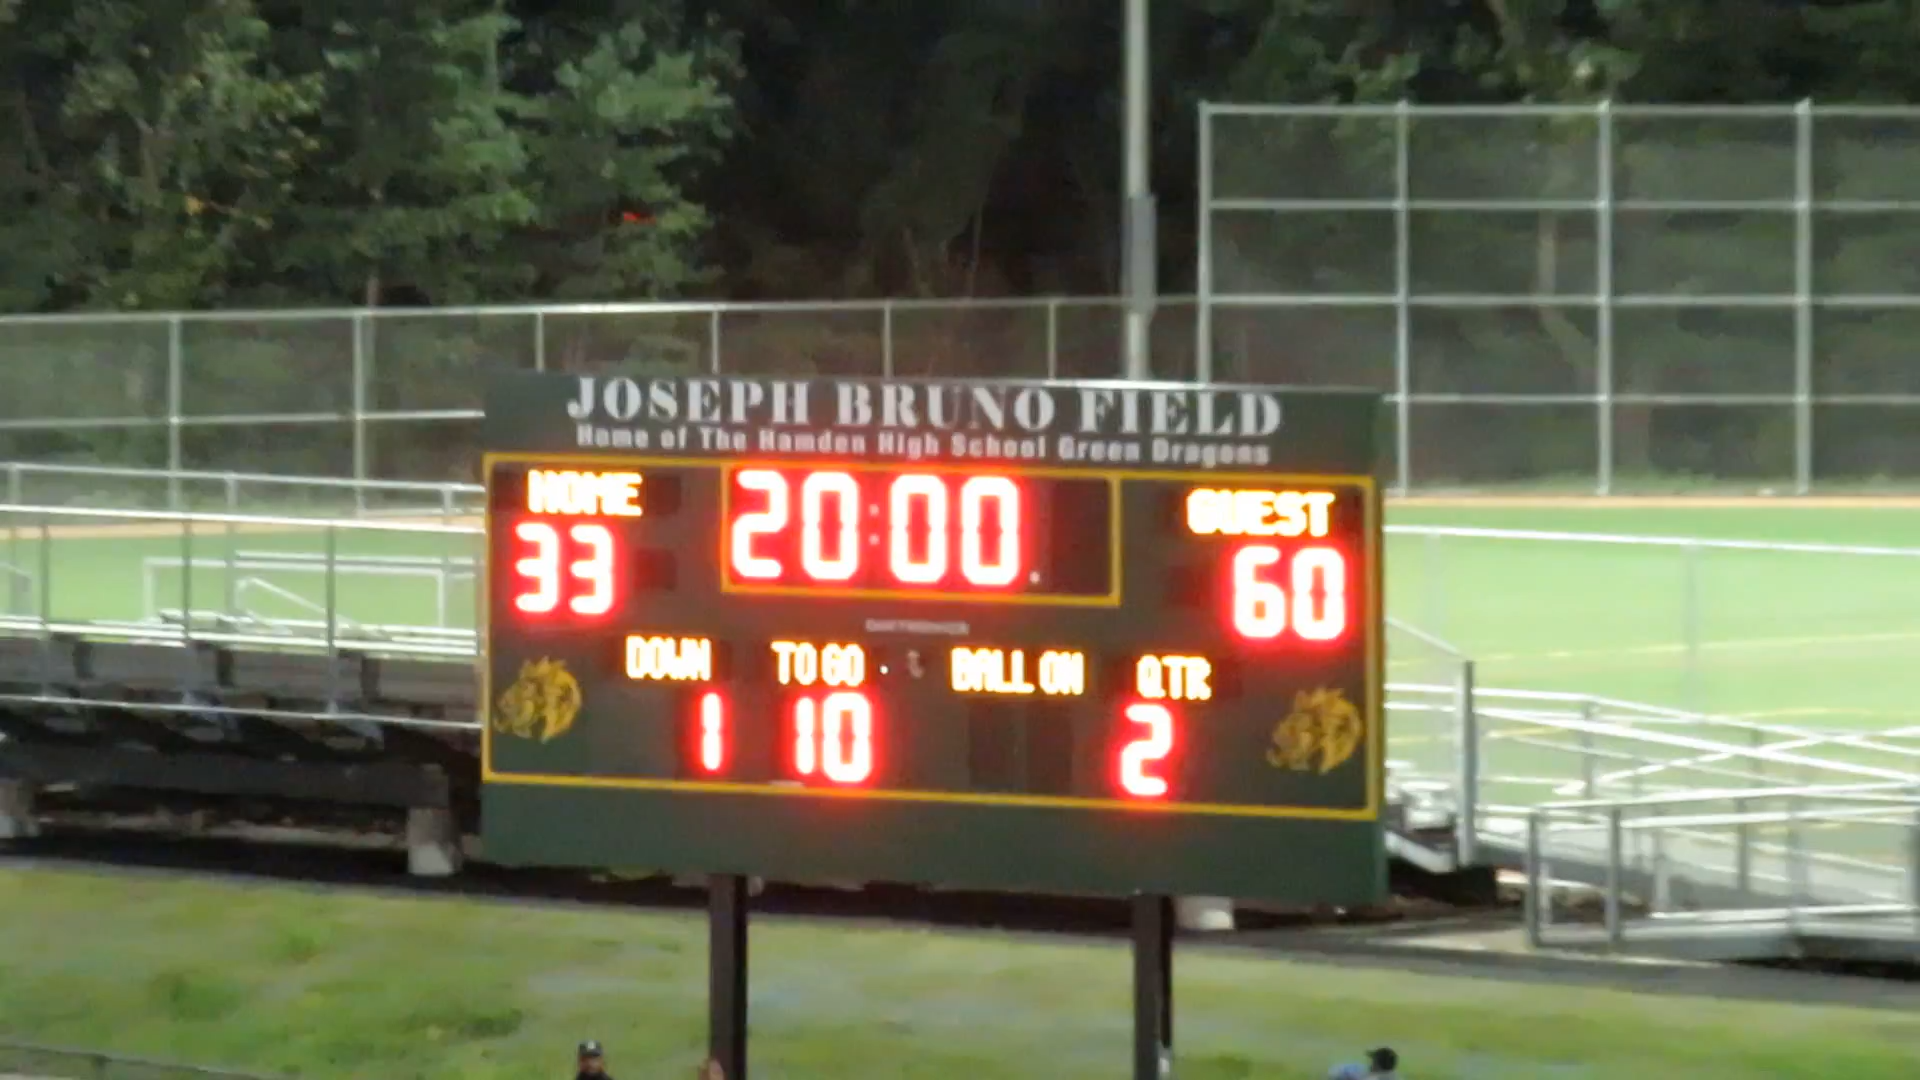 JOSEPH BRUNO FIELD
Home of The Hamden High School Green Dragons
HOME 20:00 GUEST
33 60
DAKTRONICS
DOWN TO GO BALL ON QTR
1 10 2